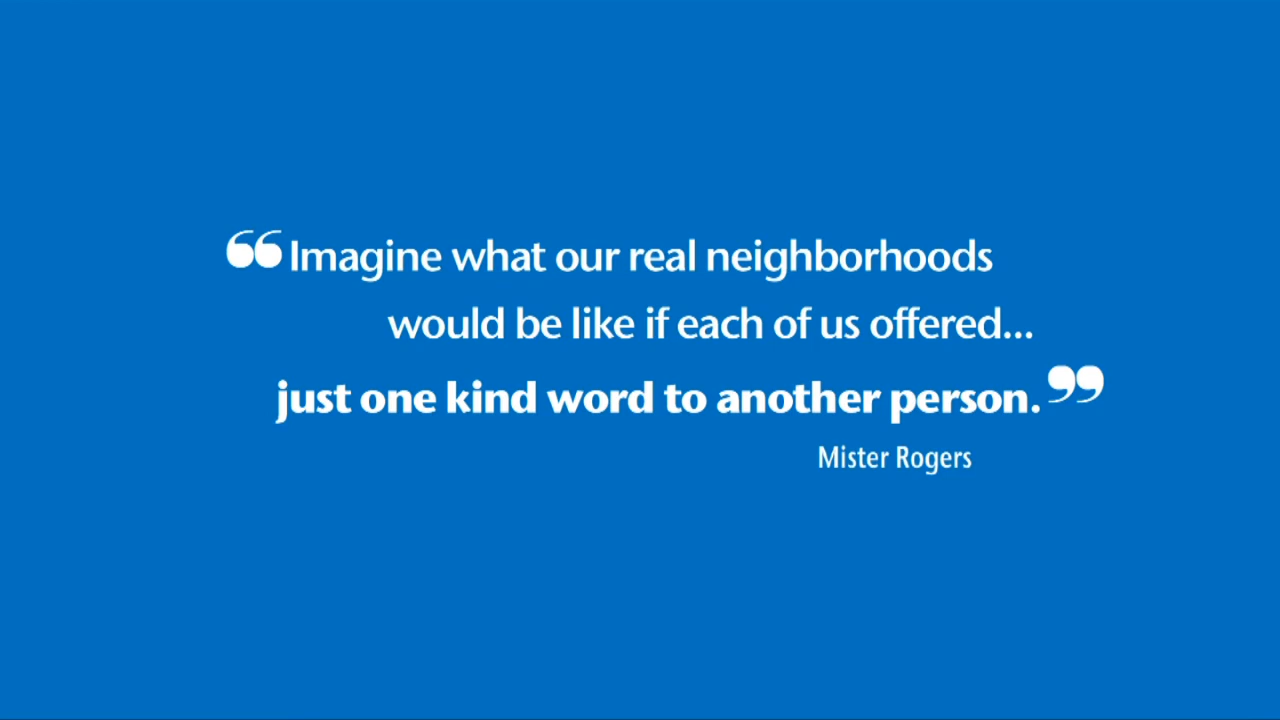 “Imagine what our real neighborhoods
would be like if each of us offered...
just one kind word to another person.”
Mister Rogers